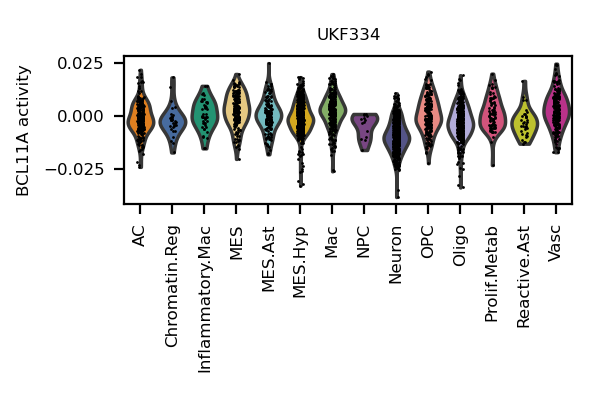 UKF334
BCL11A activity
0.025
0.000
−0.025
AC
Chromatin.Reg
Inflammatory.Mac
MES
MES.Ast
MES.Hyp
Mac
NPC
Neuron
OPC
Oligo
Prolif.Metab
Reactive.Ast
Vasc